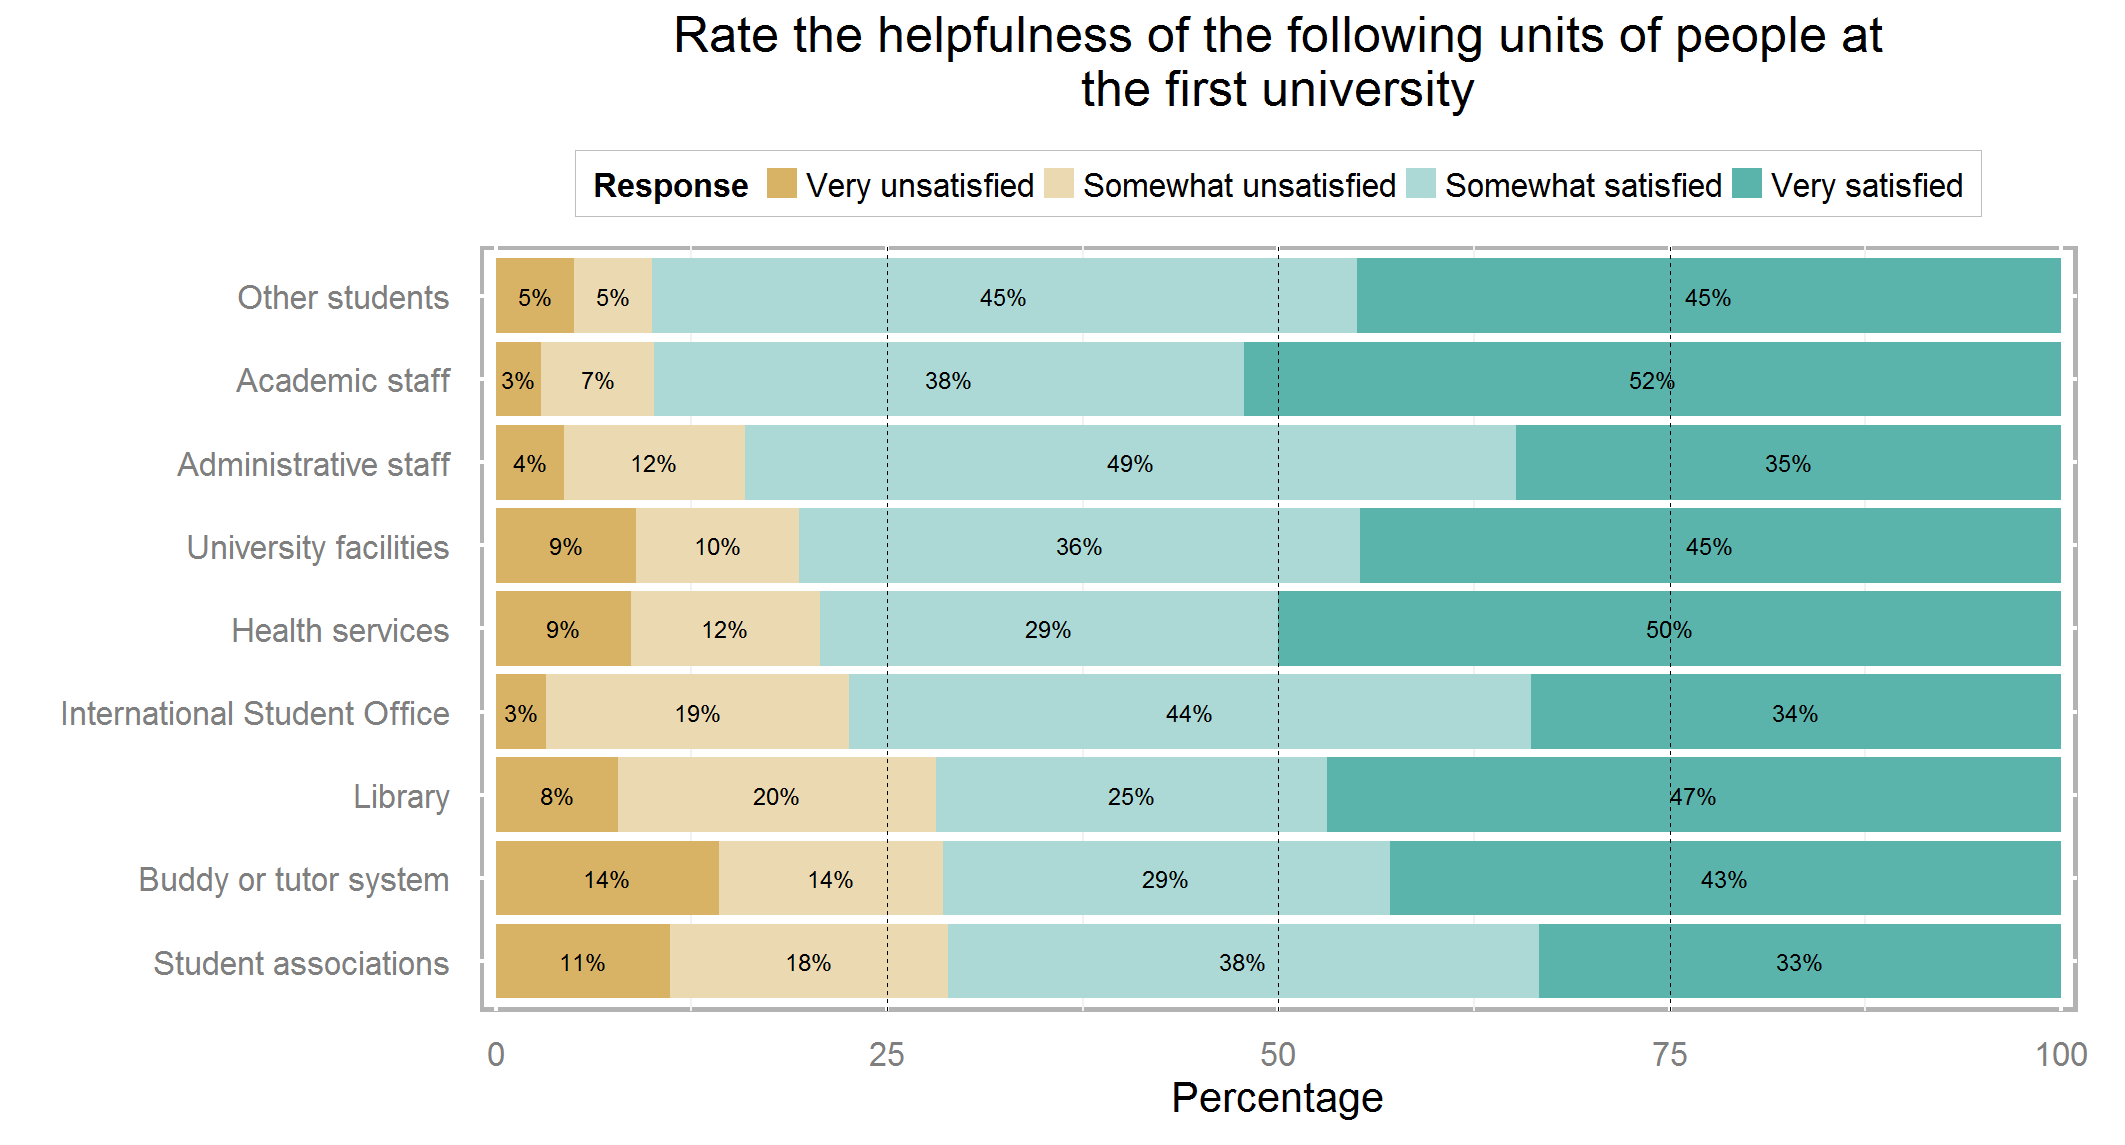 Rate the helpfulness of the following units of people at
the first university
Response Very unsatisfied Somewhat unsatisfied Somewhat satisfied Very satisfied
Other students 5% 5% 45% 45%
Academic staff 3% 7% 38% 52%
Administrative staff 4% 12% 49% 35%
University facilities 9% 10% 36% 45%
Health services 9% 12% 29% 50%
International Student Office 3% 19% 44% 34%
Library 8% 20% 25% 47%
Buddy or tutor system 14% 14% 29% 43%
Student associations 11% 18% 38% 33%
0 25 50 75 100
Percentage